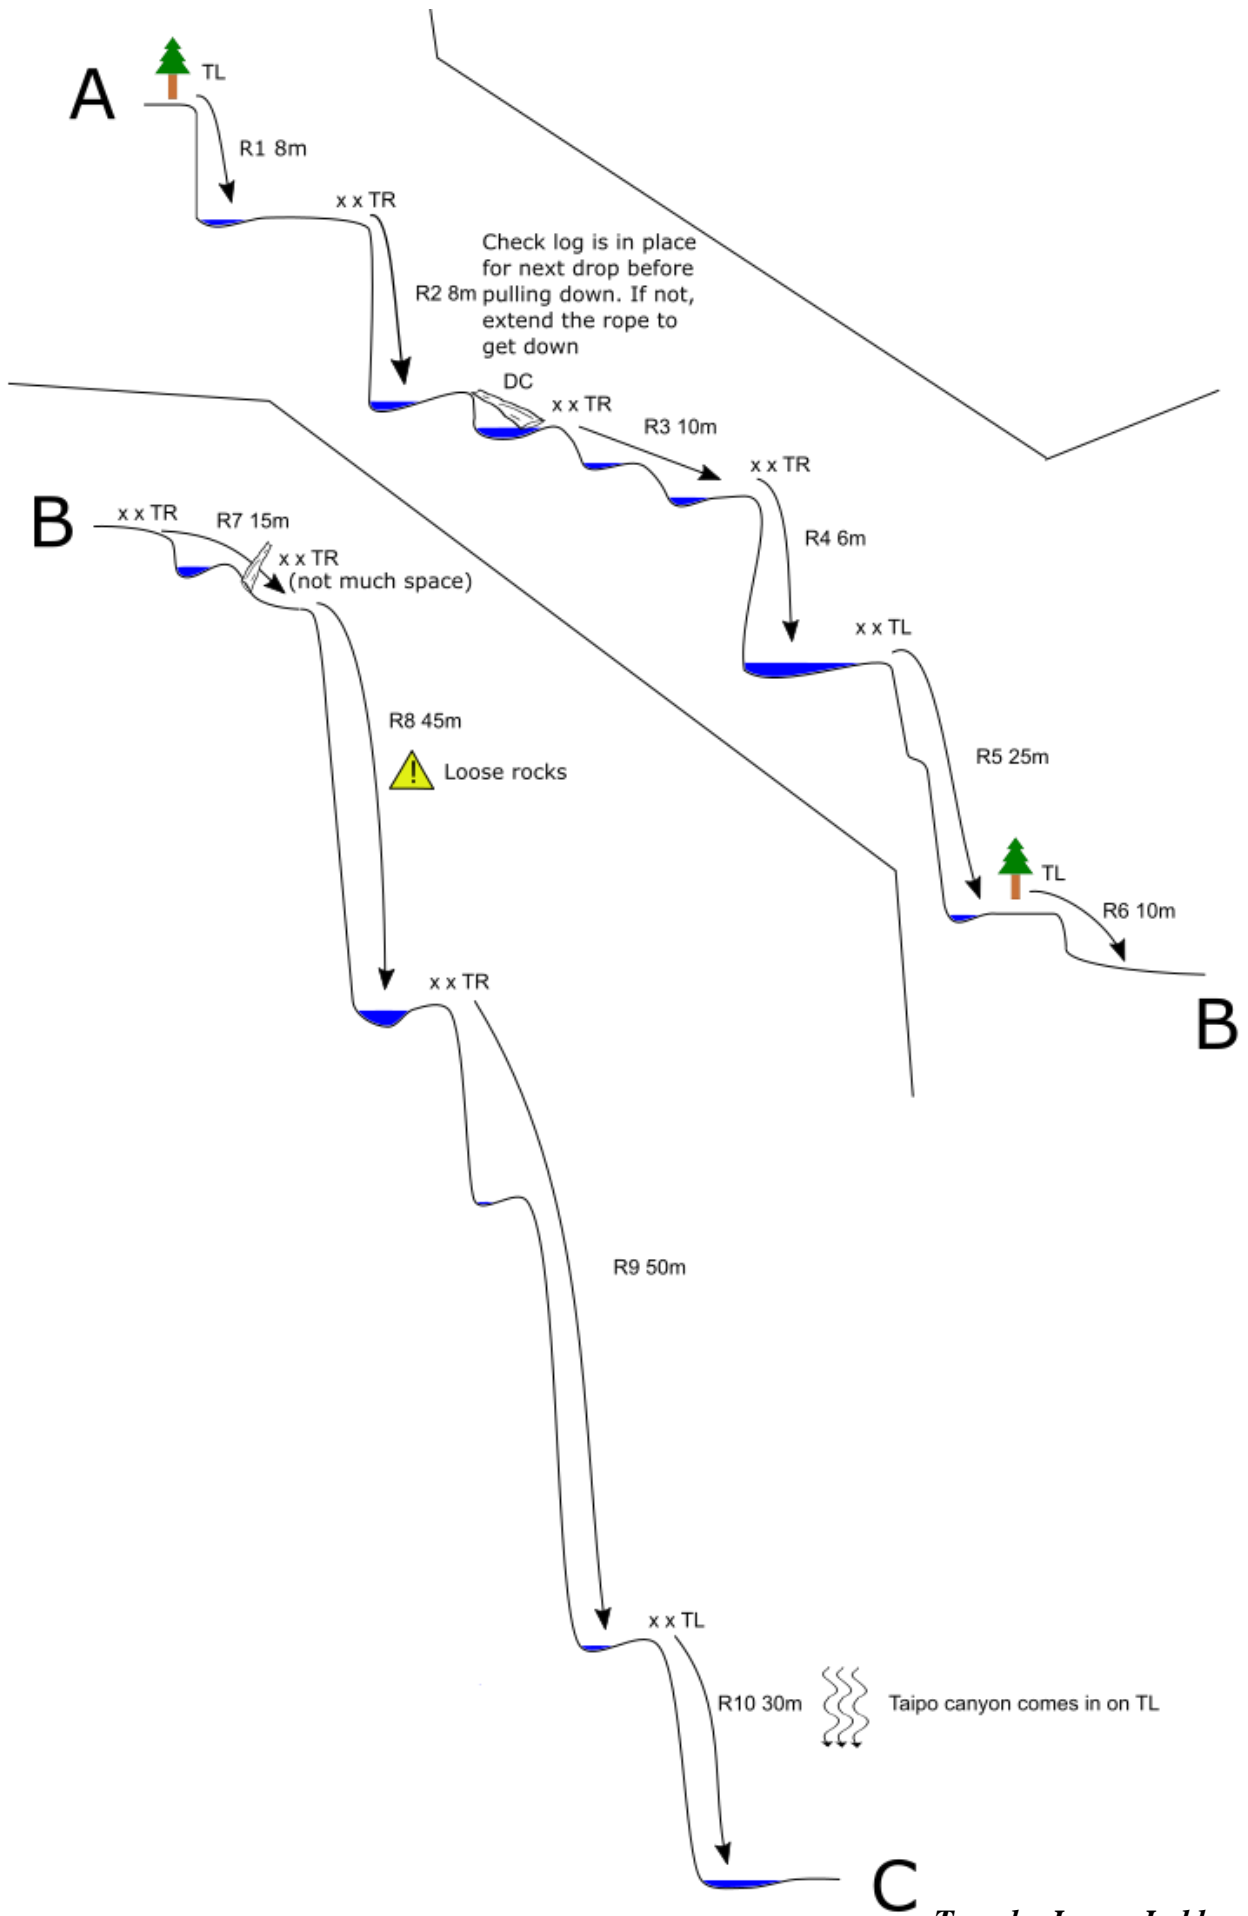 A
TL
R1 8m
x x TR
Check log is in place
for next drop before
pulling down. If not,
extend the rope to
get down
R2 8m
DC
x x TR
R3 10m
x x TR
R4 6m
x x TL
R5 25m
TL
R6 10m
B
B
x x TR
R7 15m
x x TR
(not much space)
R8 45m
! Loose rocks
x x TR
R9 50m
x x TL
R10 30m
Taipo canyon comes in on TL
C